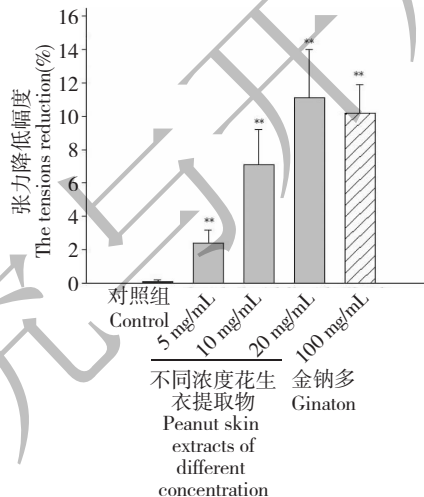 张力降低幅度
The tensions reduction(%)
16
14
12
10
8
6
4
2
0
**
**
**
**
对照组
Control
5 mg/mL
10 mg/mL
20 mg/mL
100 mg/mL
不同浓度花生
衣提取物
Peanut skin
extracts of
different
concentration
金钠多
Ginaton